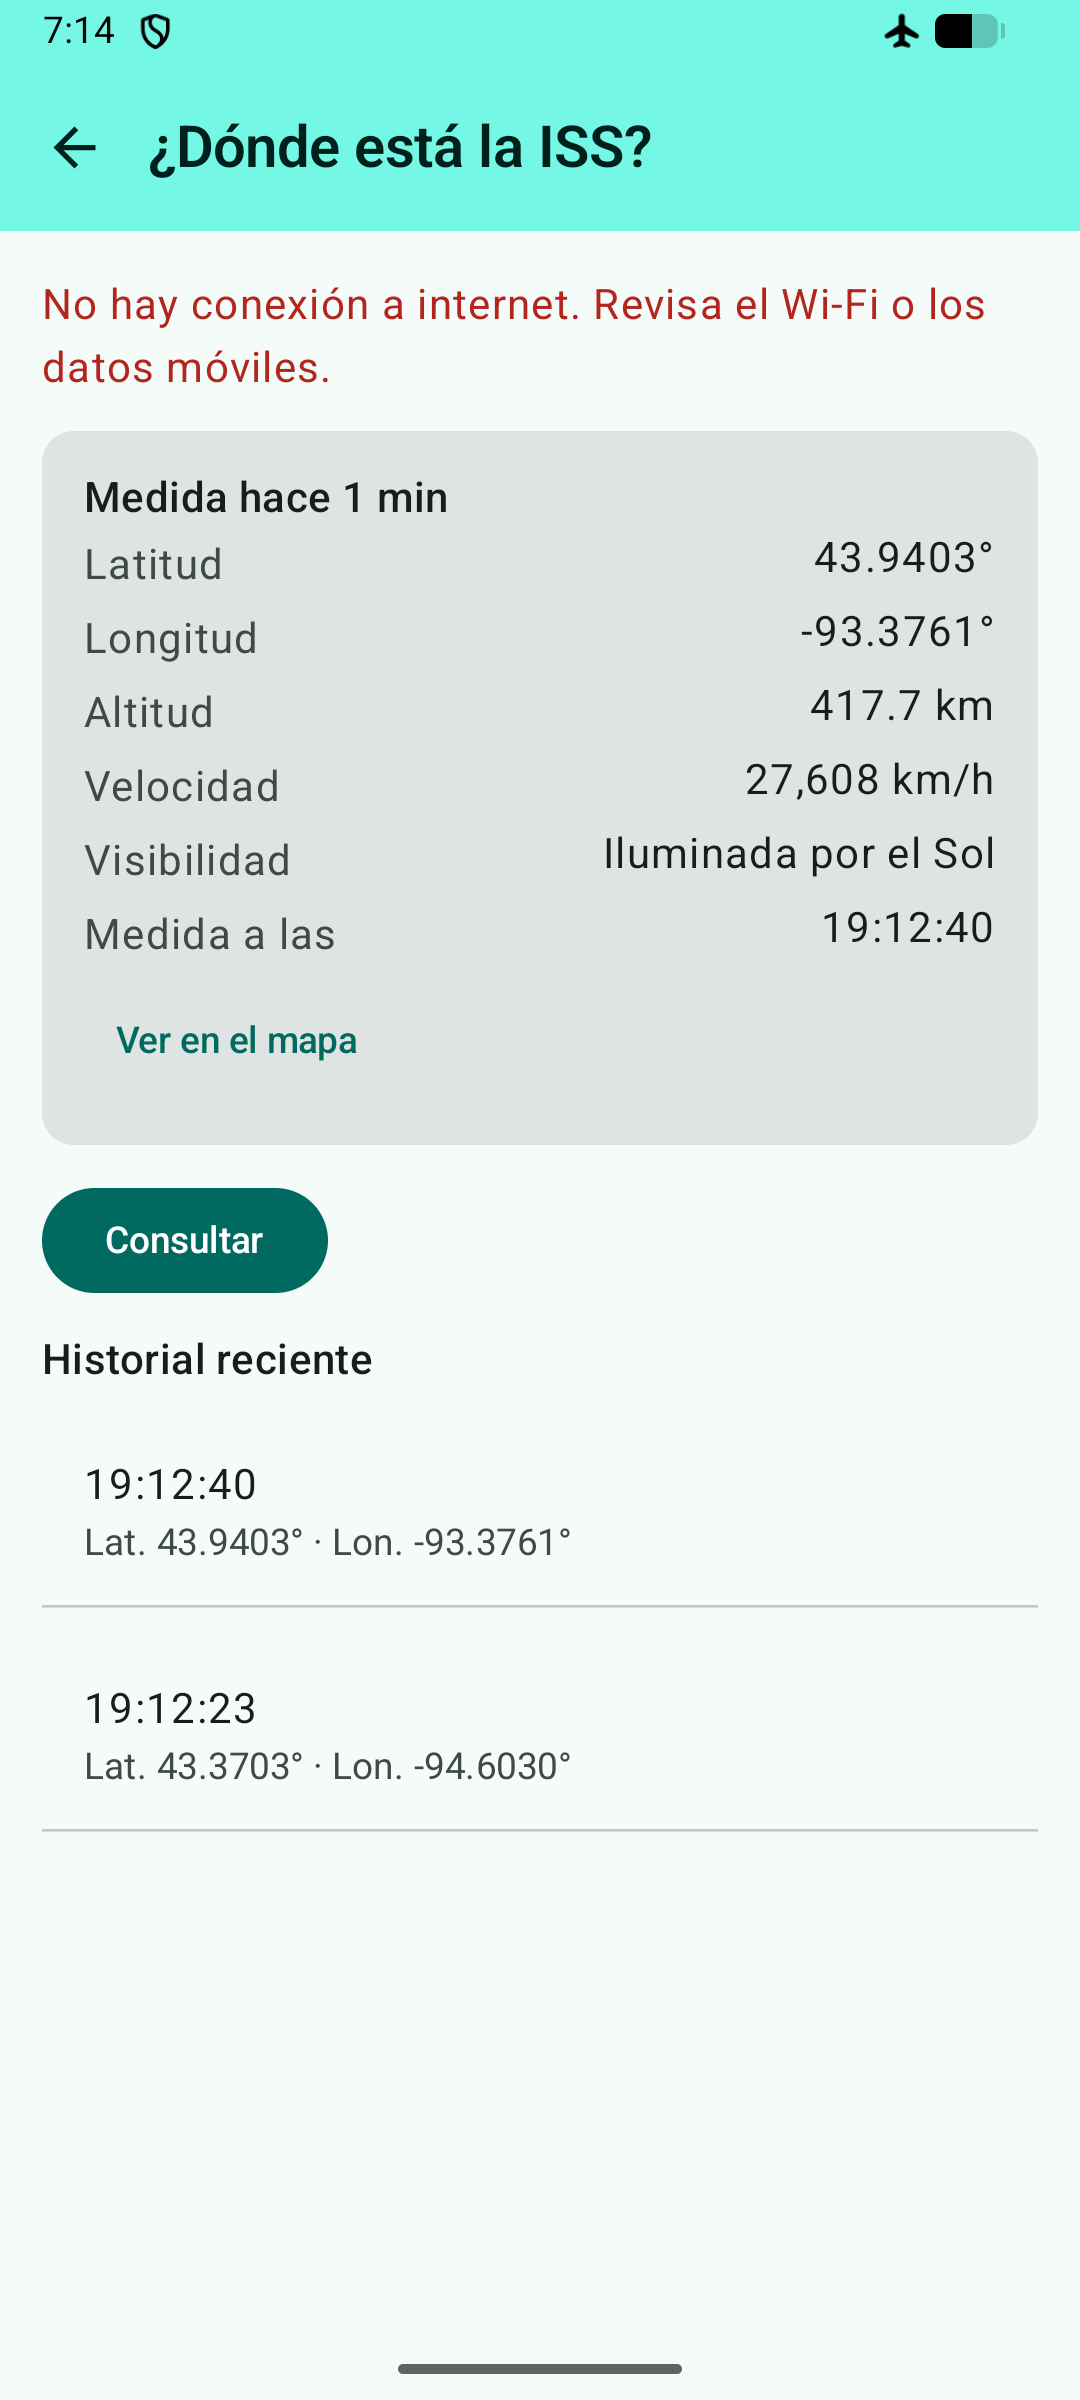 7:14
¿Dónde está la ISS?
No hay conexión a internet. Revisa el Wi-Fi o los
datos móviles.
Medida hace 1 min
Latitud 43.9403°
Longitud -93.3761°
Altitud 417.7 km
Velocidad 27,608 km/h
Visibilidad Iluminada por el Sol
Medida a las 19:12:40
Ver en el mapa
Consultar
Historial reciente
19:12:40
Lat. 43.9403° · Lon. -93.3761°
19:12:23
Lat. 43.3703° · Lon. -94.6030°